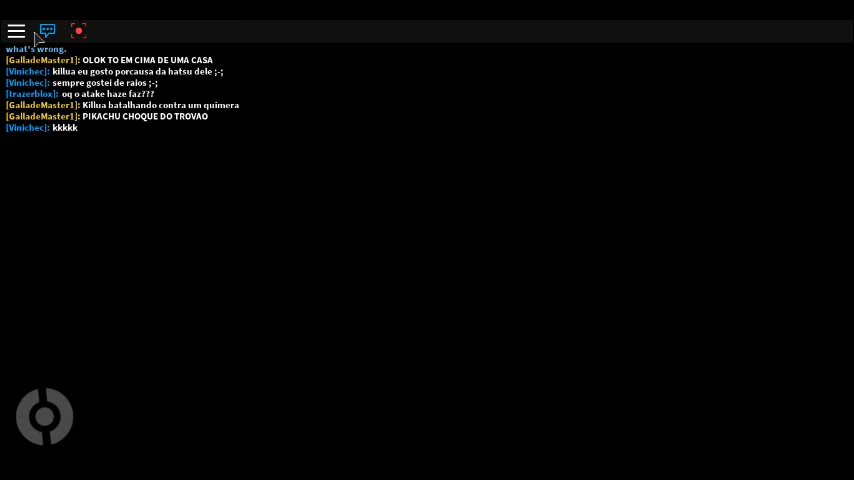 what's wrong.
[GalladeMaster1]: OLOK TO EM CIMA DE UMA CASA
[Vinichec]: killua eu gosto porcausa da hatsu dele ;-;
[Vinichec]: sempre gostei de raios ;-;
[trazerblox]: oq o atake haze faz???
[GalladeMaster1]: Killua batalhando contra um quimera
[GalladeMaster1]: PIKACHU CHOQUE DO TROVAO
[Vinichec]: kkkkk